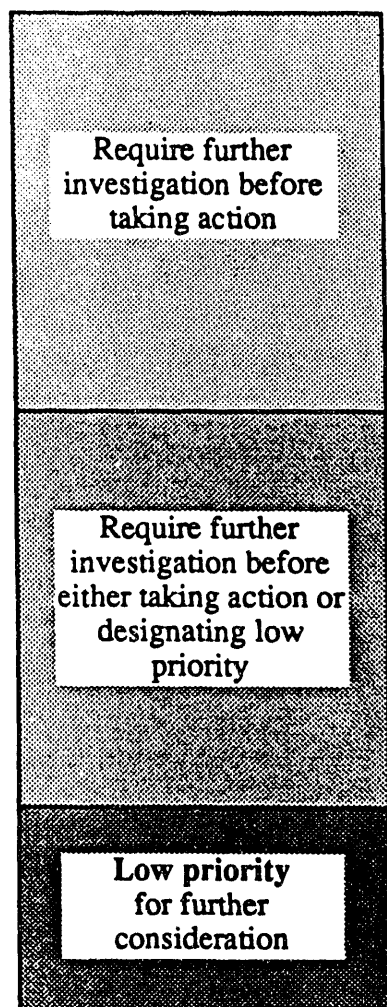 Require further
investigation before
taking action
Require further
investigation before
either taking action or
designating low
priority
Low priority
for further
consideration